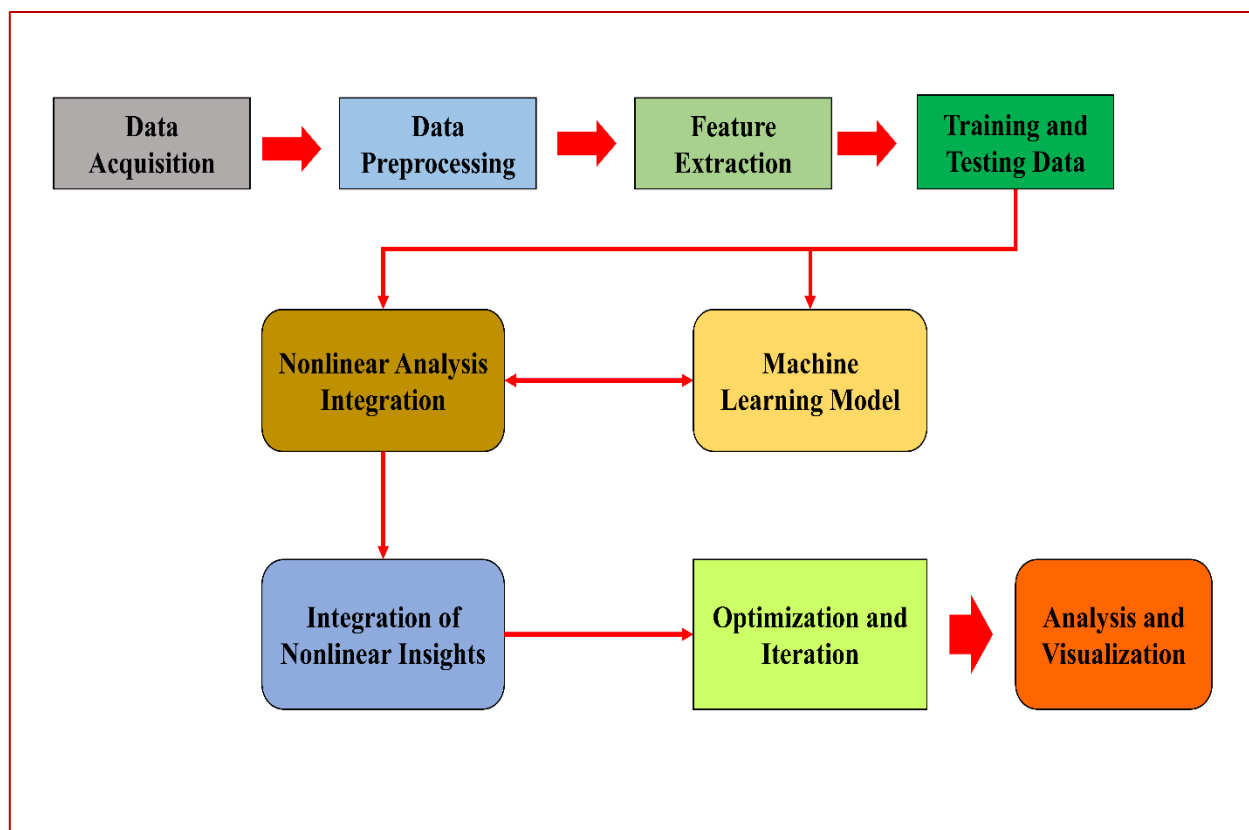 Data
Acquisition
Data
Preprocessing
Feature
Extraction
Training and
Testing Data
Nonlinear Analysis
Integration
Machine
Learning Model
Integration of
Nonlinear Insights
Optimization and
Iteration
Analysis and
Visualization